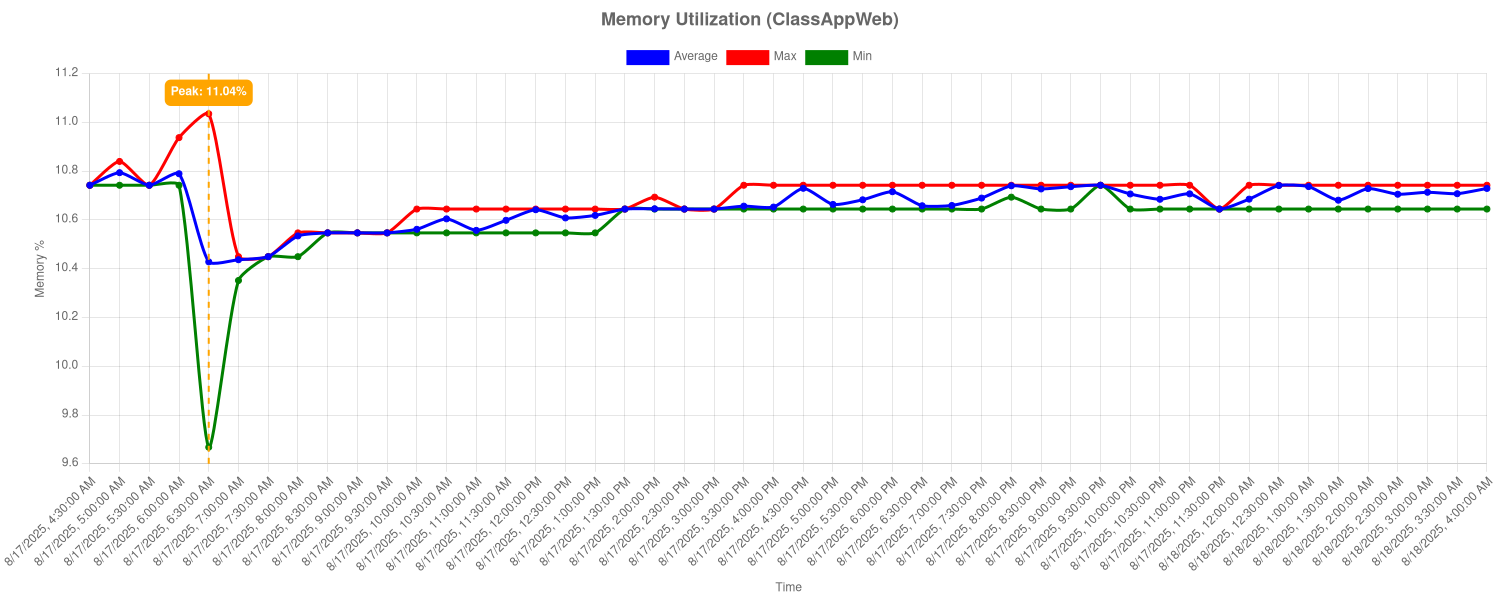 Memory Utilization (ClassAppWeb)
Average
Max
Min
Peak: 11.04%
11.2
11.0
10.8
10.6
10.4
10.2
10.0
9.8
9.6
Memory %
8/17/2025, 4:30:00 AM
8/17/2025, 5:00:00 AM
8/17/2025, 5:30:00 AM
8/17/2025, 6:00:00 AM
8/17/2025, 6:30:00 AM
8/17/2025, 7:00:00 AM
8/17/2025, 7:30:00 AM
8/17/2025, 8:00:00 AM
8/17/2025, 8:30:00 AM
8/17/2025, 9:00:00 AM
8/17/2025, 9:30:00 AM
8/17/2025, 10:00:00 AM
8/17/2025, 10:30:00 AM
8/17/2025, 11:00:00 AM
8/17/2025, 11:30:00 AM
8/17/2025, 12:00:00 PM
8/17/2025, 12:30:00 PM
8/17/2025, 1:00:00 PM
8/17/2025, 1:30:00 PM
8/17/2025, 2:00:00 PM
8/17/2025, 2:30:00 PM
8/17/2025, 3:00:00 PM
8/17/2025, 3:30:00 PM
8/17/2025, 4:00:00 PM
8/17/2025, 4:30:00 PM
8/17/2025, 5:00:00 PM
8/17/2025, 5:30:00 PM
8/17/2025, 6:00:00 PM
8/17/2025, 6:30:00 PM
8/17/2025, 7:00:00 PM
8/17/2025, 7:30:00 PM
8/17/2025, 8:00:00 PM
8/17/2025, 8:30:00 PM
8/17/2025, 9:00:00 PM
8/17/2025, 9:30:00 PM
8/17/2025, 10:00:00 PM
8/17/2025, 10:30:00 PM
8/17/2025, 11:00:00 PM
8/17/2025, 11:30:00 PM
8/18/2025, 12:00:00 AM
8/18/2025, 12:30:00 AM
8/18/2025, 1:00:00 AM
8/18/2025, 1:30:00 AM
8/18/2025, 2:00:00 AM
8/18/2025, 2:30:00 AM
8/18/2025, 3:00:00 AM
8/18/2025, 3:30:00 AM
8/18/2025, 4:00:00 AM
Time